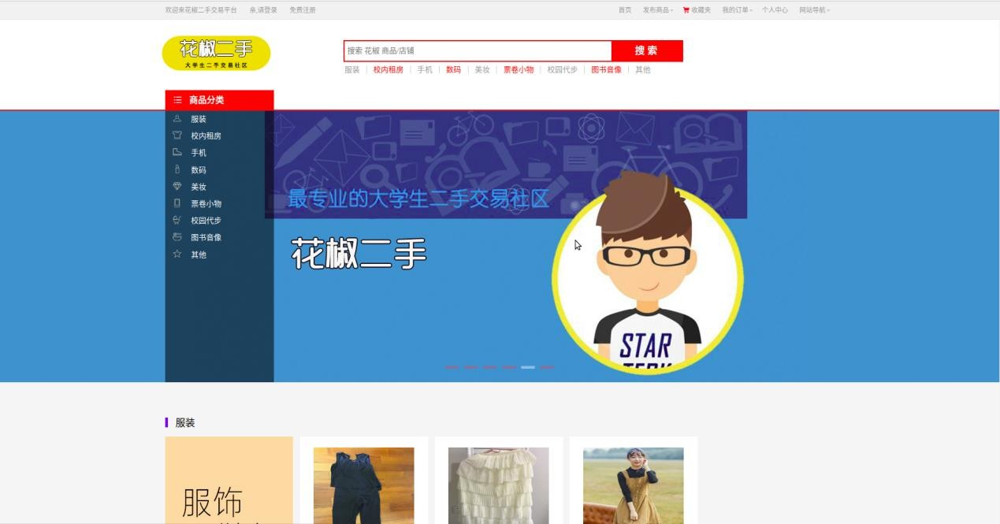 欢迎来花椒二手交易平台 亲,请登录 免费注册 首页 发布商品 收藏夹 我的订单 个人中心 网站导航
花椒二手
大学生二手交易社区
搜索 花椒 商品/店铺 搜 索
服装 校内租房 手机 数码 美妆 票卷小物 校园代步 图书音像 其他
商品分类
服装
校内租房
手机
数码
美妆
票卷小物
校园代步
图书音像
其他
最专业的大学生二手交易社区
花椒二手
STAR
服装
服饰